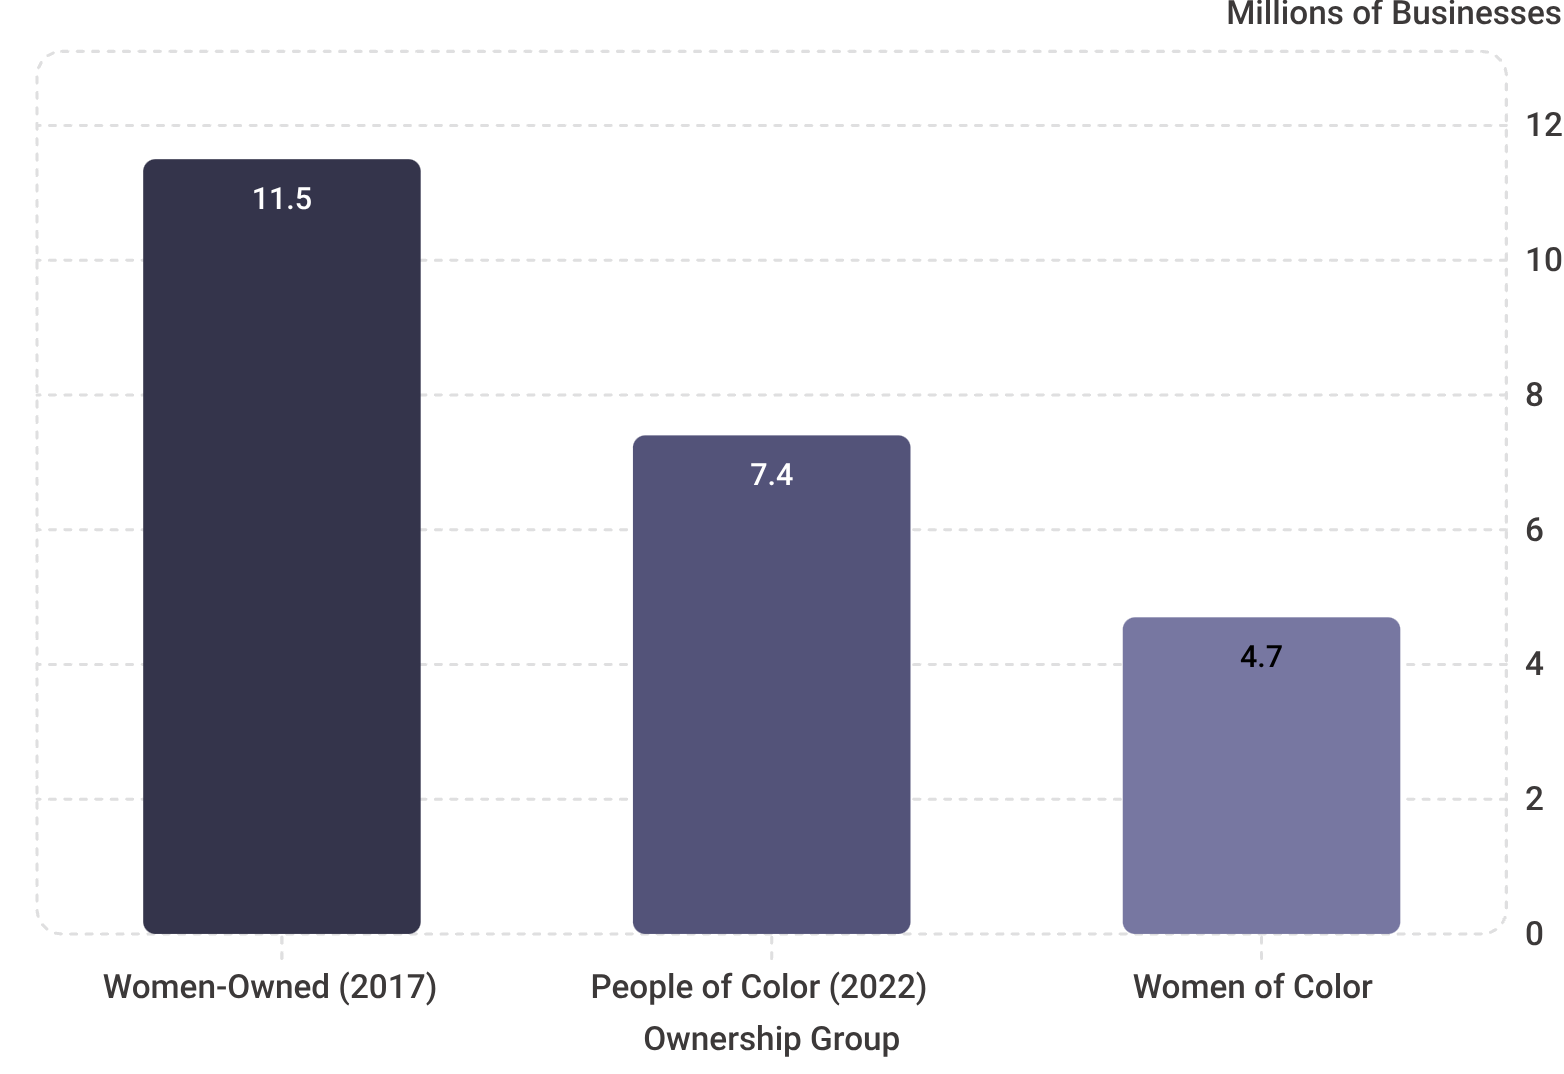 Millions of Businesses
12
10
8
6
4
2
0
11.5
7.4
4.7
Women-Owned (2017)
People of Color (2022)
Women of Color
Ownership Group